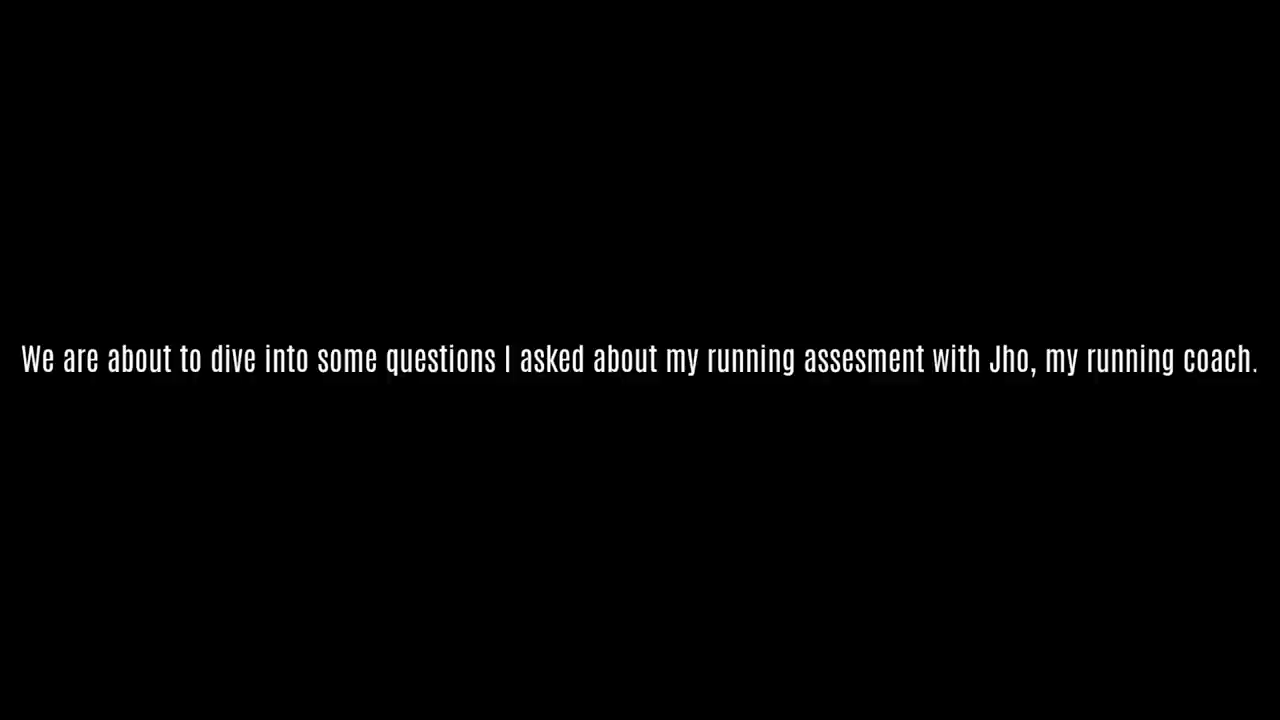 We are about to dive into some questions I asked about my running assesment with Jho, my running coach.